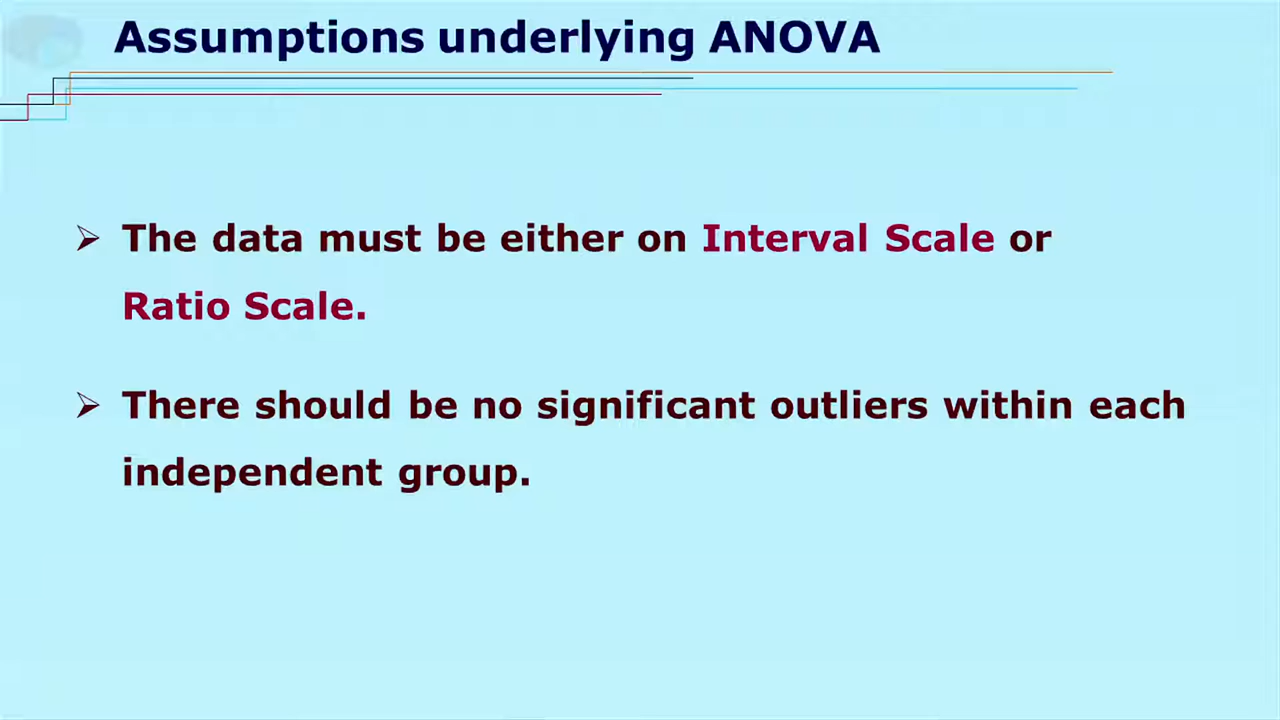 Assumptions underlying ANOVA
➢ The data must be either on Interval Scale or
Ratio Scale.
➢ There should be no significant outliers within each
independent group.